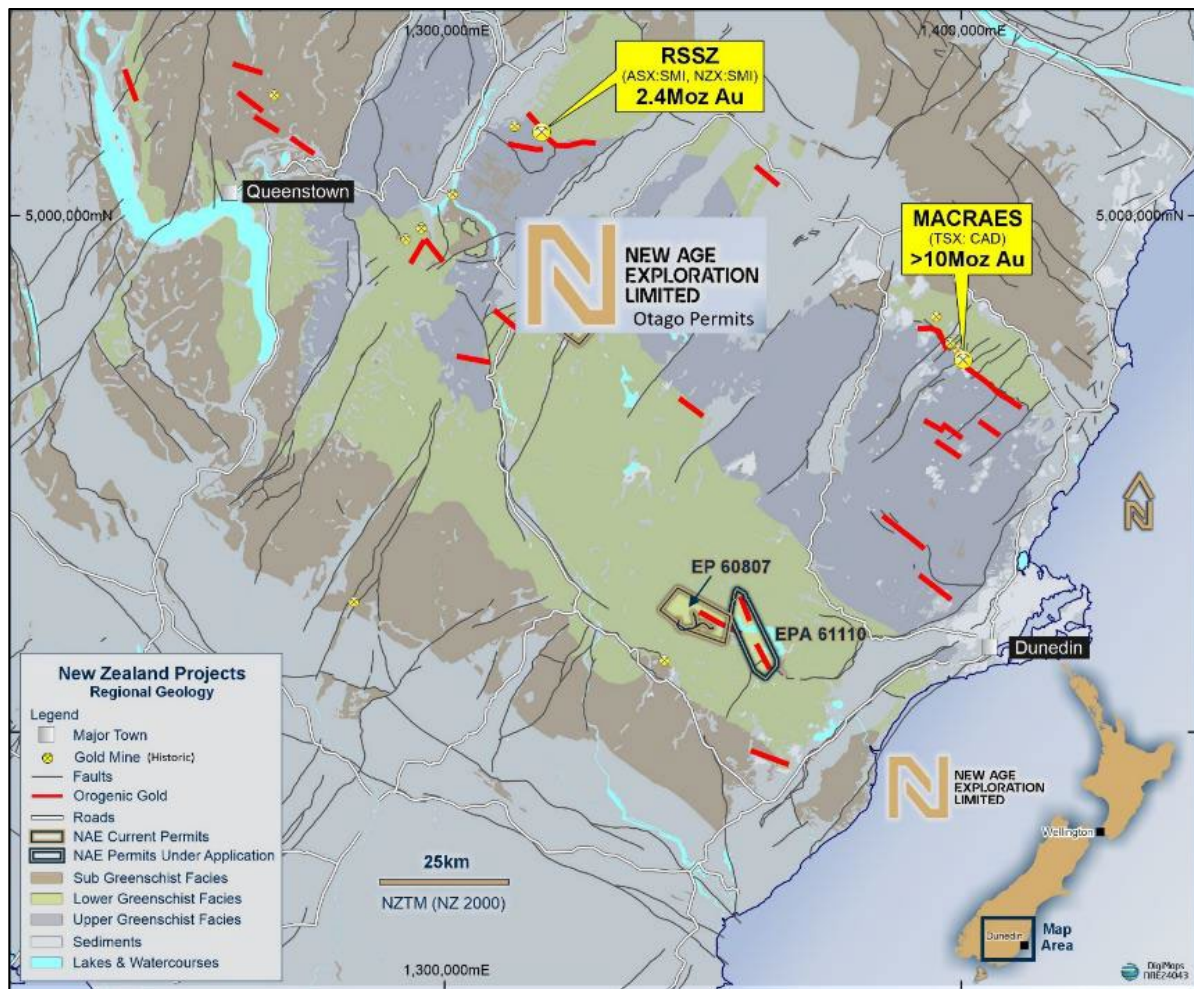 1,300,000mE
1,400,000mE
RSSZ
(ASX:SMI, NZX:SMI)
2.4Moz Au
Queenstown
5,000,000mN
5,000,000mN
MACRAES
(TSX: CAD)
>10Moz Au
NEW AGE
EXPLORATION
LIMITED
Otago Permits
N
EP 60807
EPA 61110
Dunedin
New Zealand Projects
Regional Geology
Legend
Major Town
Gold Mine (Historic)
Faults
Orogenic Gold
Roads
NAE Current Permits
NAE Permits Under Application
Sub Greenschist Facies
Lower Greenschist Facies
Upper Greenschist Facies
Sediments
Lakes & Watercourses
25km
NZTM (NZ 2000)
1,300,000mE
NEW AGE
EXPLORATION
LIMITED
Wellington
Dunedin
Map
Area
DigiMaps